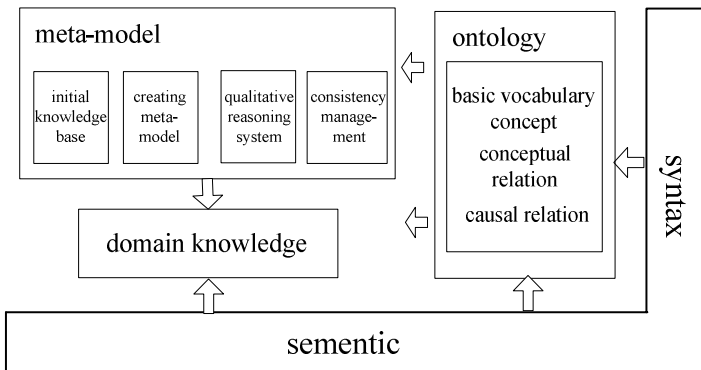 meta-model
initial
knowledge
base
creating
meta-
model
qualitative
reasoning
system
consistency
manage-
ment
ontology
basic vocabulary
concept
conceptual
relation
causal relation
syntax
domain knowledge
sementic